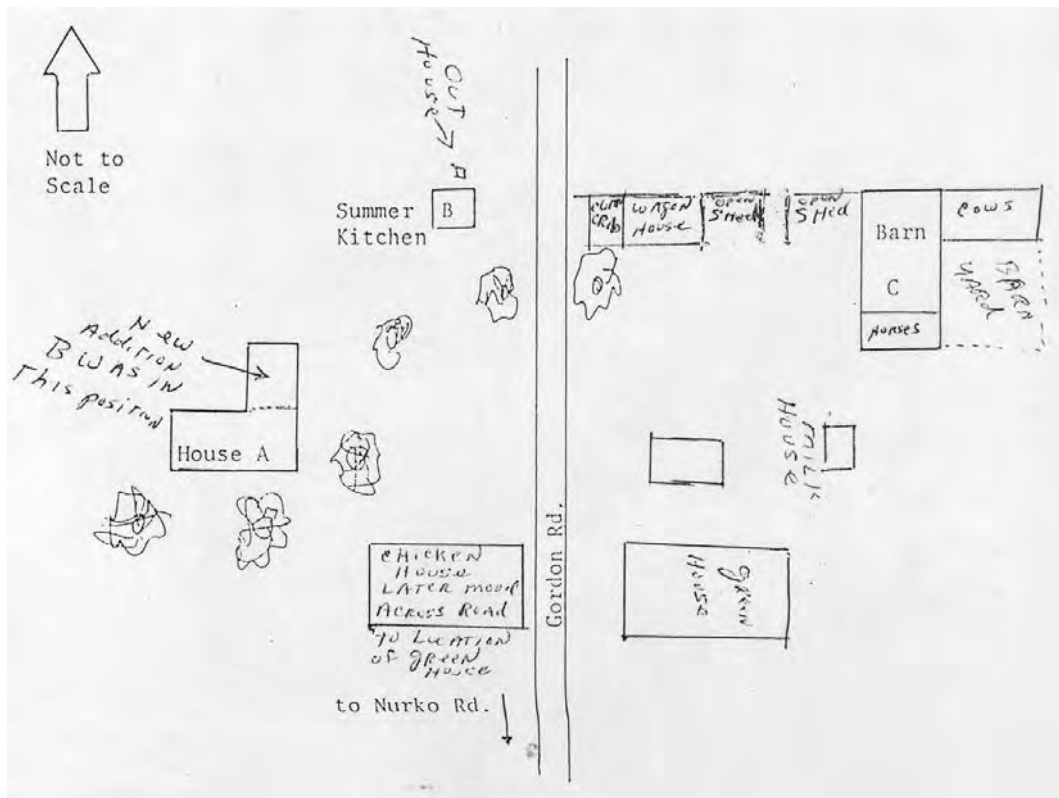 OUT
House
Not to
Scale
Summer
Kitchen
B
CRIB
WAGON
House
OPEN
SHed
OPEN
SHed
Barn
C
HORSES
COWS
BARN
YARD
New
Addition
B WAS IN
This position
House A
MILK
HOUSE
Gordon Rd.
CHICKEN
HOUSE
LATER moved
ACROSS ROAD
TO LOCATION
OF green
House
green
House
to Nurko Rd.